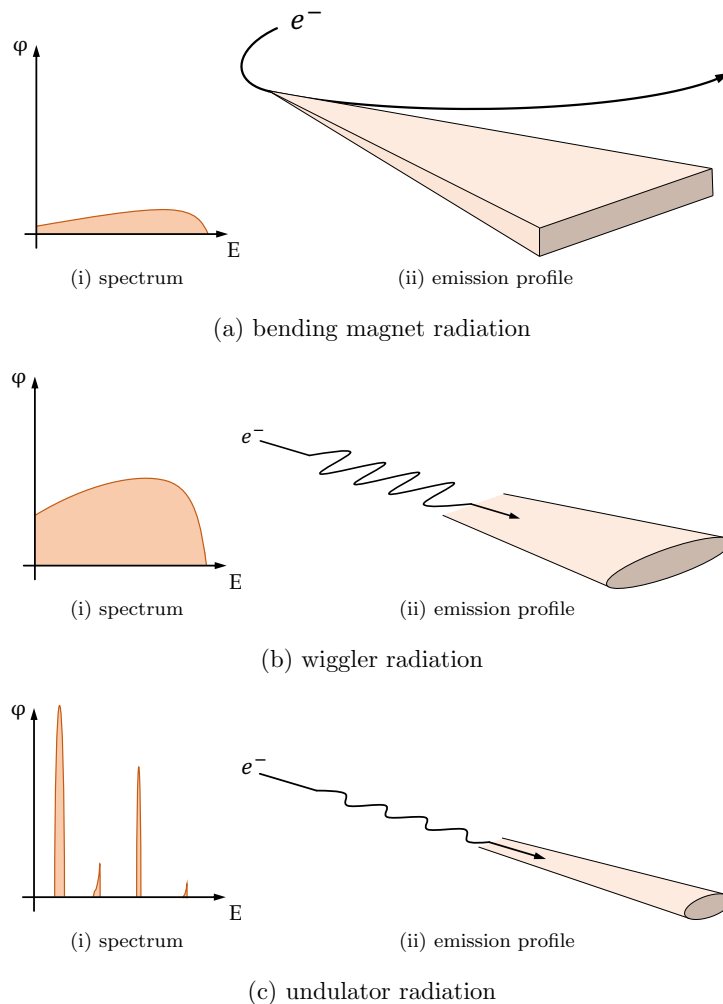 φ
e⁻
E
(i) spectrum
(ii) emission profile
(a) bending magnet radiation
φ
e⁻
E
(i) spectrum
(ii) emission profile
(b) wiggler radiation
φ
e⁻
E
(i) spectrum
(ii) emission profile
(c) undulator radiation